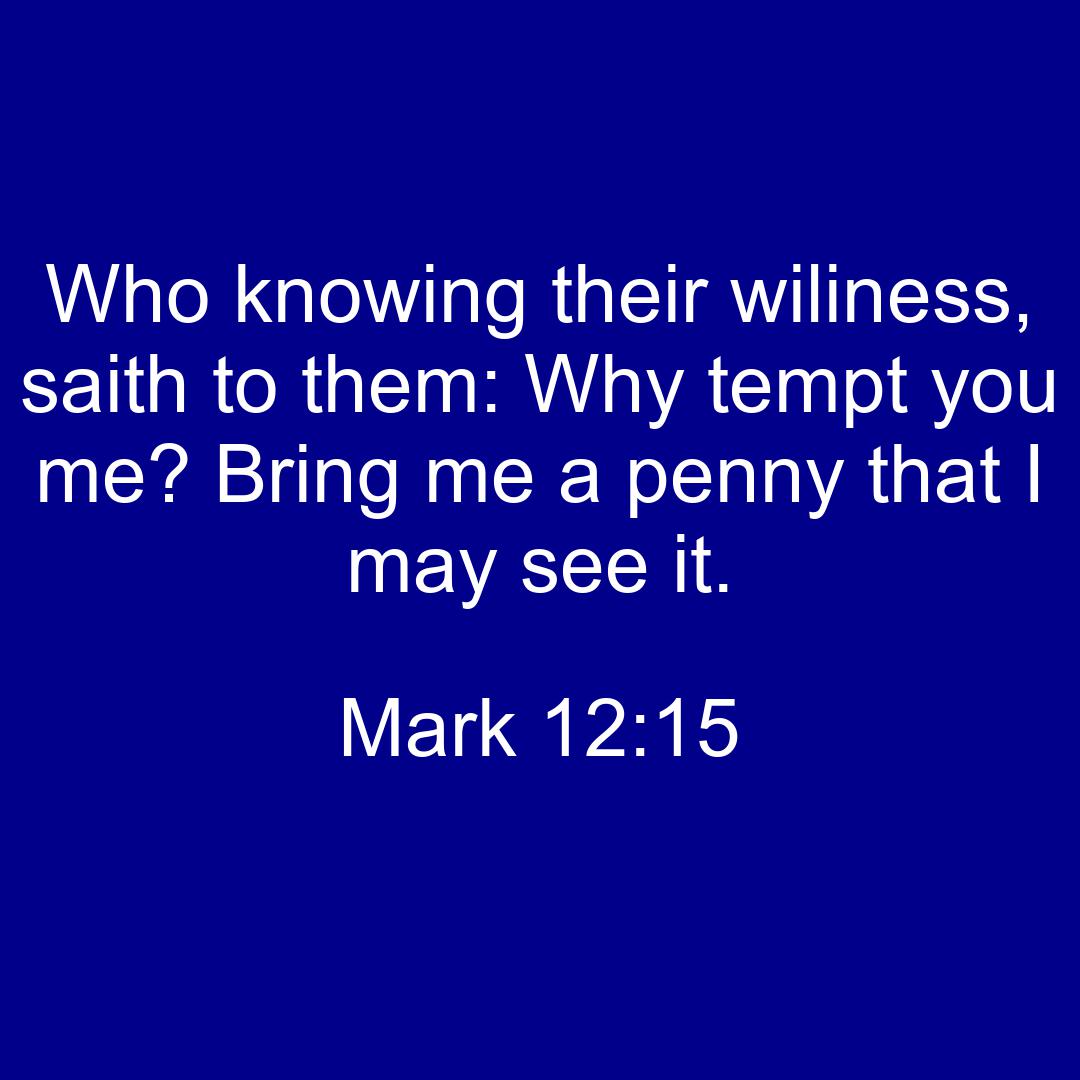 Who knowing their wiliness,
saith to them: Why tempt you
me? Bring me a penny that I
may see it.
Mark 12:15